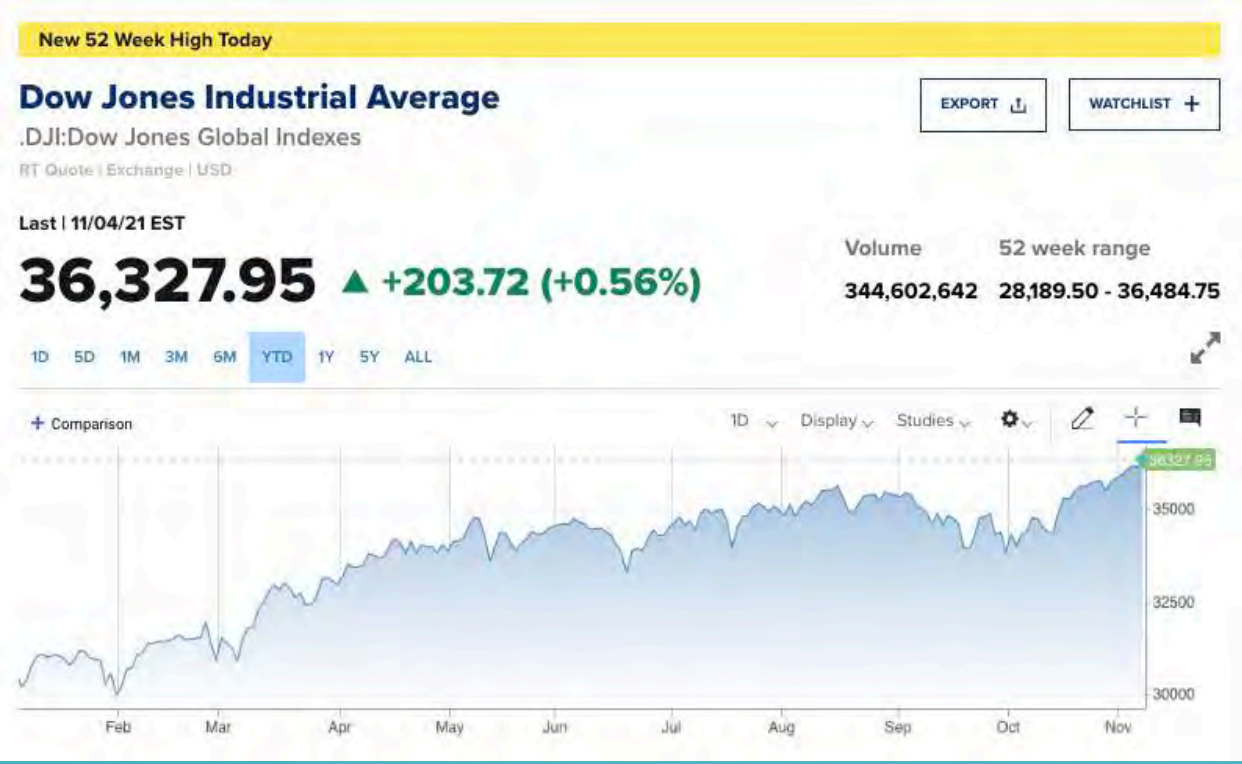 New 52 Week High Today
Dow Jones Industrial Average
EXPORT
WATCHLIST +
.DJI:Dow Jones Global Indexes
RT Quote | Exchange | USD
Last | 11/04/21 EST
36,327.95 ▲ +203.72 (+0.56%)
Volume 52 week range
344,602,642 28,189.50 - 36,484.75
1D 5D 1M 3M 6M YTD 1Y 5Y ALL
+ Comparison
1D Display Studies
36327.95
35000
32500
30000
Feb Mar Apr May Jun Jul Aug Sep Oct Nov